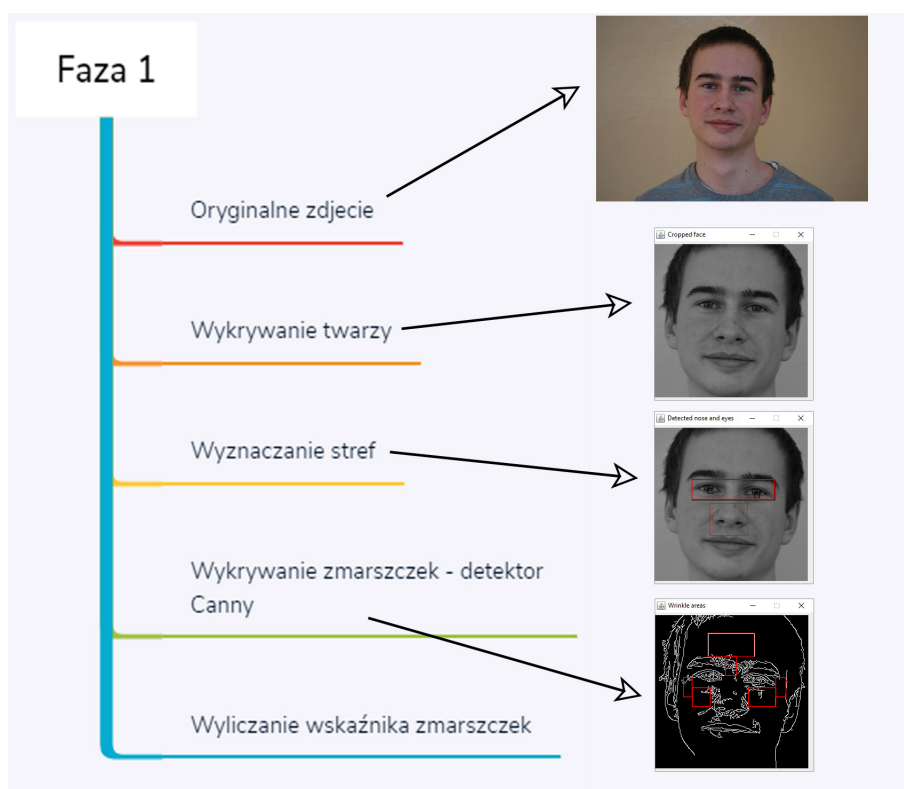 Faza 1
Oryginalne zdjecie
Wykrywanie twarzy
Cropped face
Wyznaczanie stref
Detected nose and eyes
Wykrywanie zmarszczek - detektor
Canny
Wrinkle areas
Wyliczanie wskaźnika zmarszczek